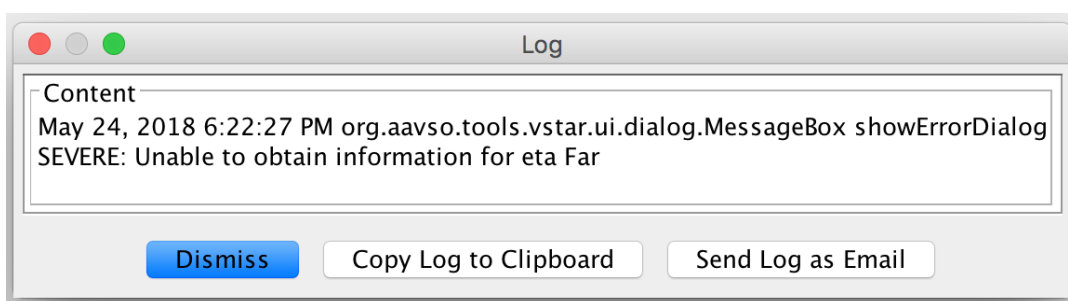 Log
Content
May 24, 2018 6:22:27 PM org.aavso.tools.vstar.ui.dialog.MessageBox showErrorDialog
SEVERE: Unable to obtain information for eta Far
Dismiss
Copy Log to Clipboard
Send Log as Email